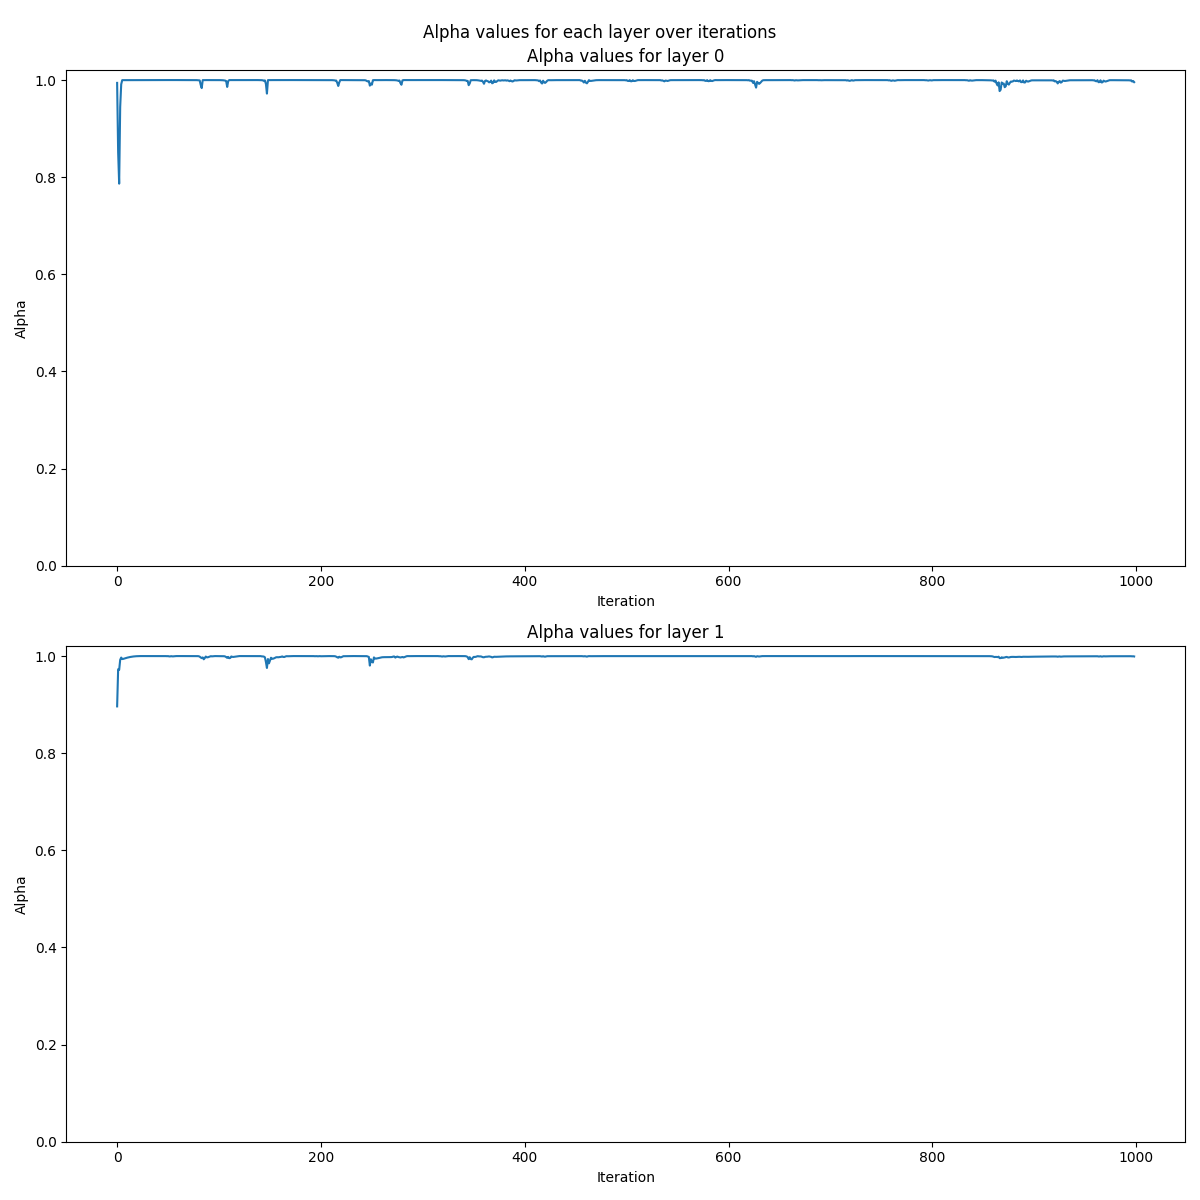 Alpha values for each layer over iterations
Alpha values for layer 0
1.0
0.8
0.6
0.4
0.2
0.0
Alpha
0 200 400 600 800 1000
Iteration
Alpha values for layer 1
1.0
0.8
0.6
0.4
0.2
0.0
Alpha
0 200 400 600 800 1000
Iteration